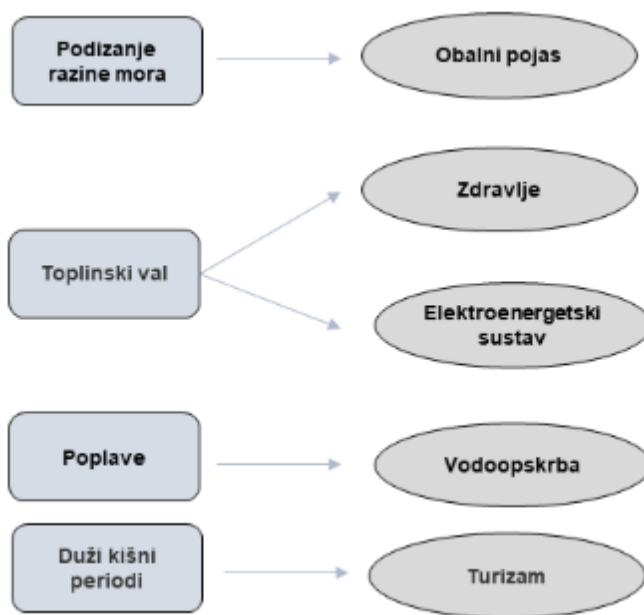 Podizanje
razine mora
Obalni pojas
Zdravlje
Toplinski val
Elektroenergetski
sustav
Poplave
Vodoopskrba
Duži kišni
periodi
Turizam